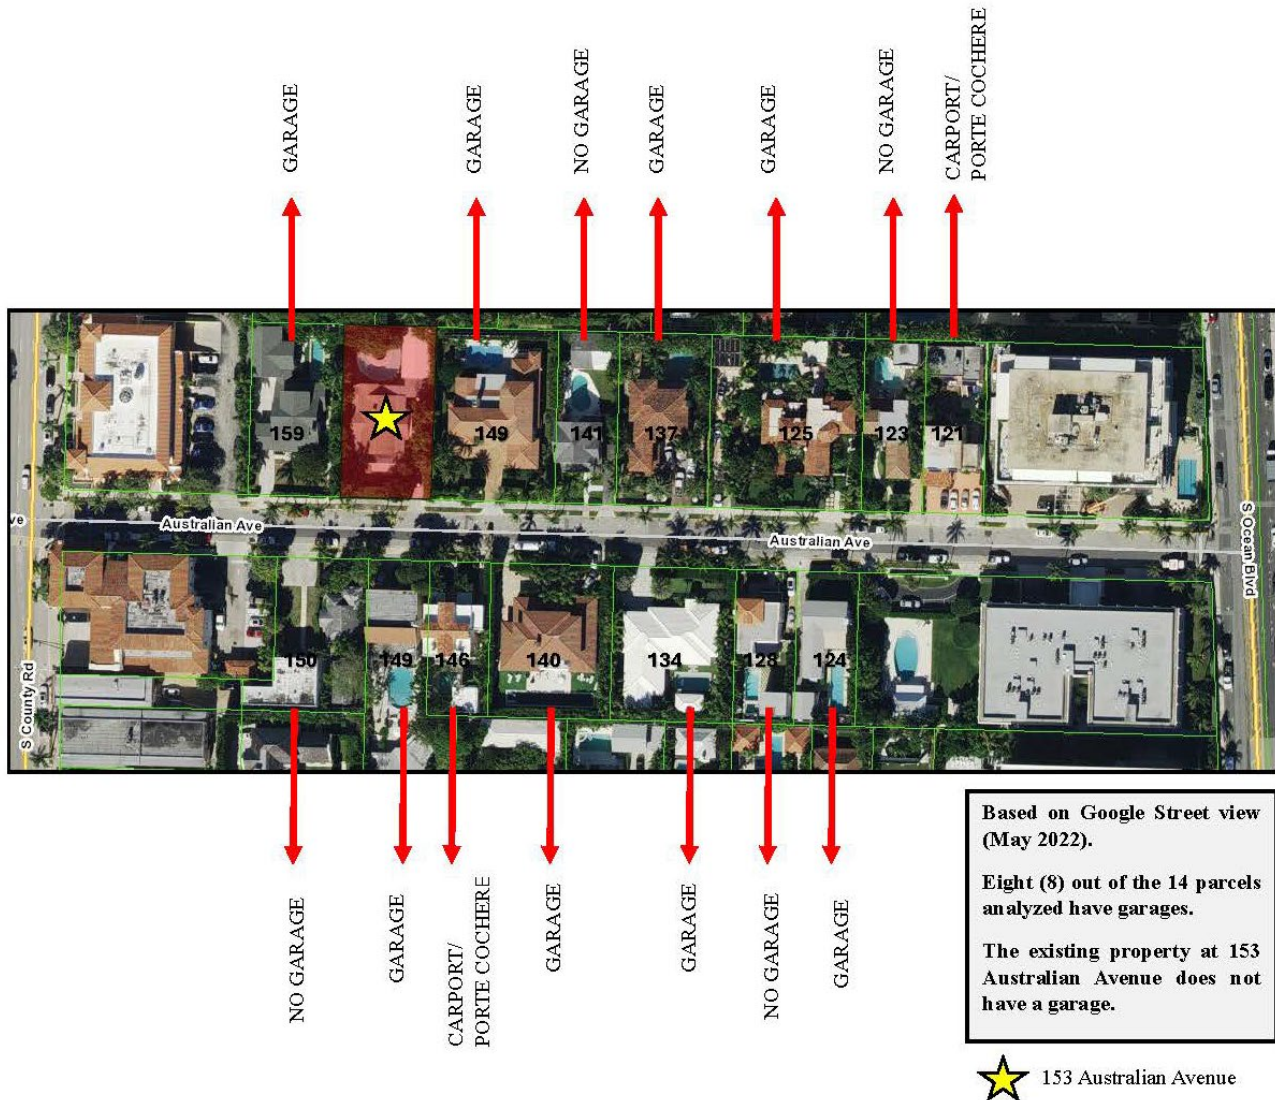 GARAGE
GARAGE
NO GARAGE
GARAGE
GARAGE
NO GARAGE
CARPORT/
PORTE COCHERE
159
149
141
137
125
123
121
ve
Australian Ave
Australian Ave
S County Rd
S Ocean Blvd
150
149
146
140
134
128
124
NO GARAGE
GARAGE
CARPORT/
PORTE COCHERE
GARAGE
GARAGE
NO GARAGE
GARAGE
Based on Google Street view
(May 2022).
Eight (8) out of the 14 parcels
analyzed have garages.
The existing property at 153
Australian Avenue does not
have a garage.
153 Australian Avenue